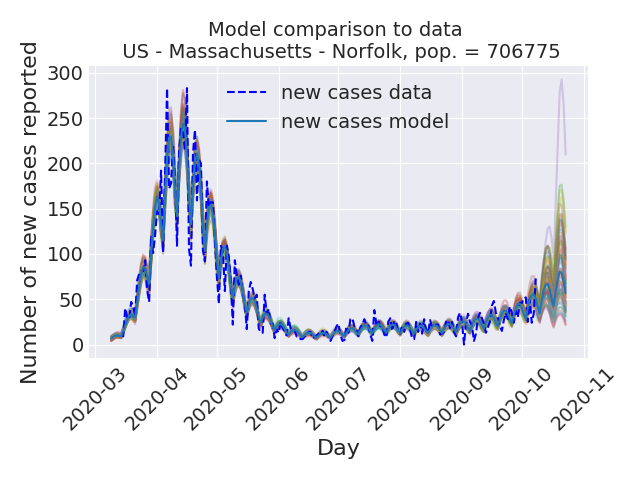 Model comparison to data
US - Massachusetts - Norfolk, pop. = 706775
Number of new cases reported
300
250
200
150
100
50
0
new cases data
new cases model
2020-03
2020-04
2020-05
2020-06
2020-07
2020-08
2020-09
2020-10
2020-11
Day